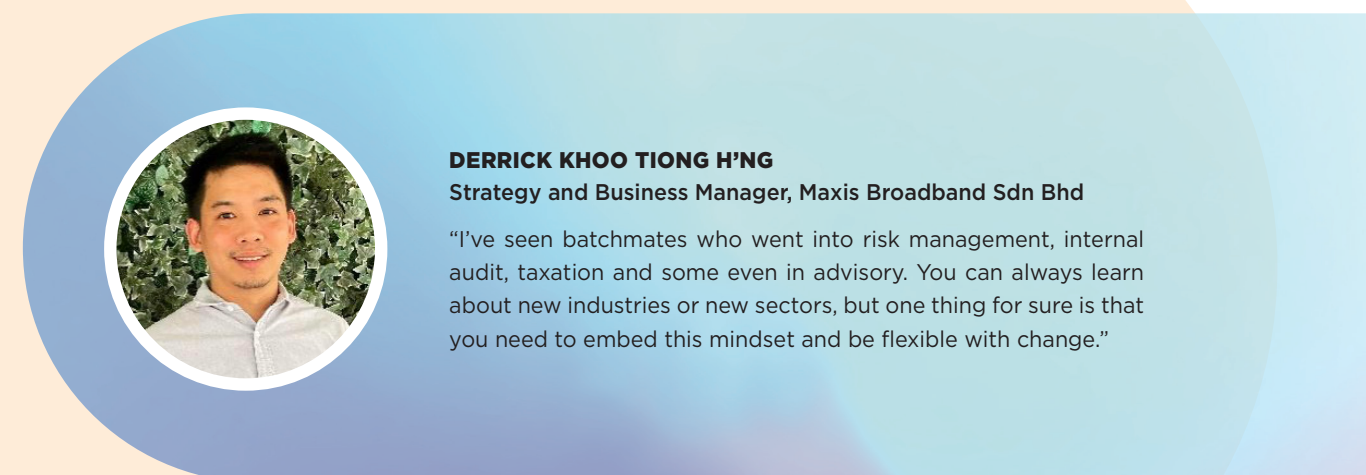 DERRICK KHOO TIONG H’NG
Strategy and Business Manager, Maxis Broadband Sdn Bhd
“I’ve seen batchmates who went into risk management, internal
audit, taxation and some even in advisory. You can always learn
about new industries or new sectors, but one thing for sure is that
you need to embed this mindset and be flexible with change.”